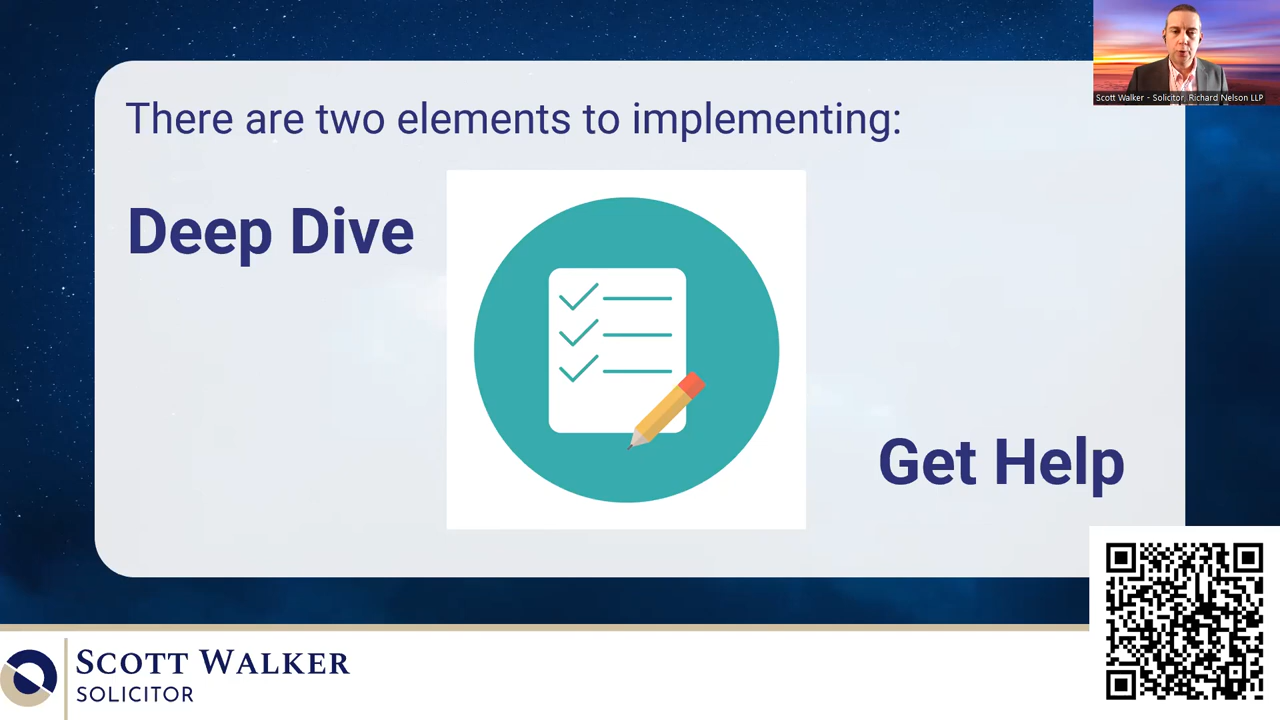 Scott Walker - Solicitor, Richard Nelson LLP
There are two elements to implementing:
Deep Dive
Get Help
SCOTT WALKER
SOLICITOR